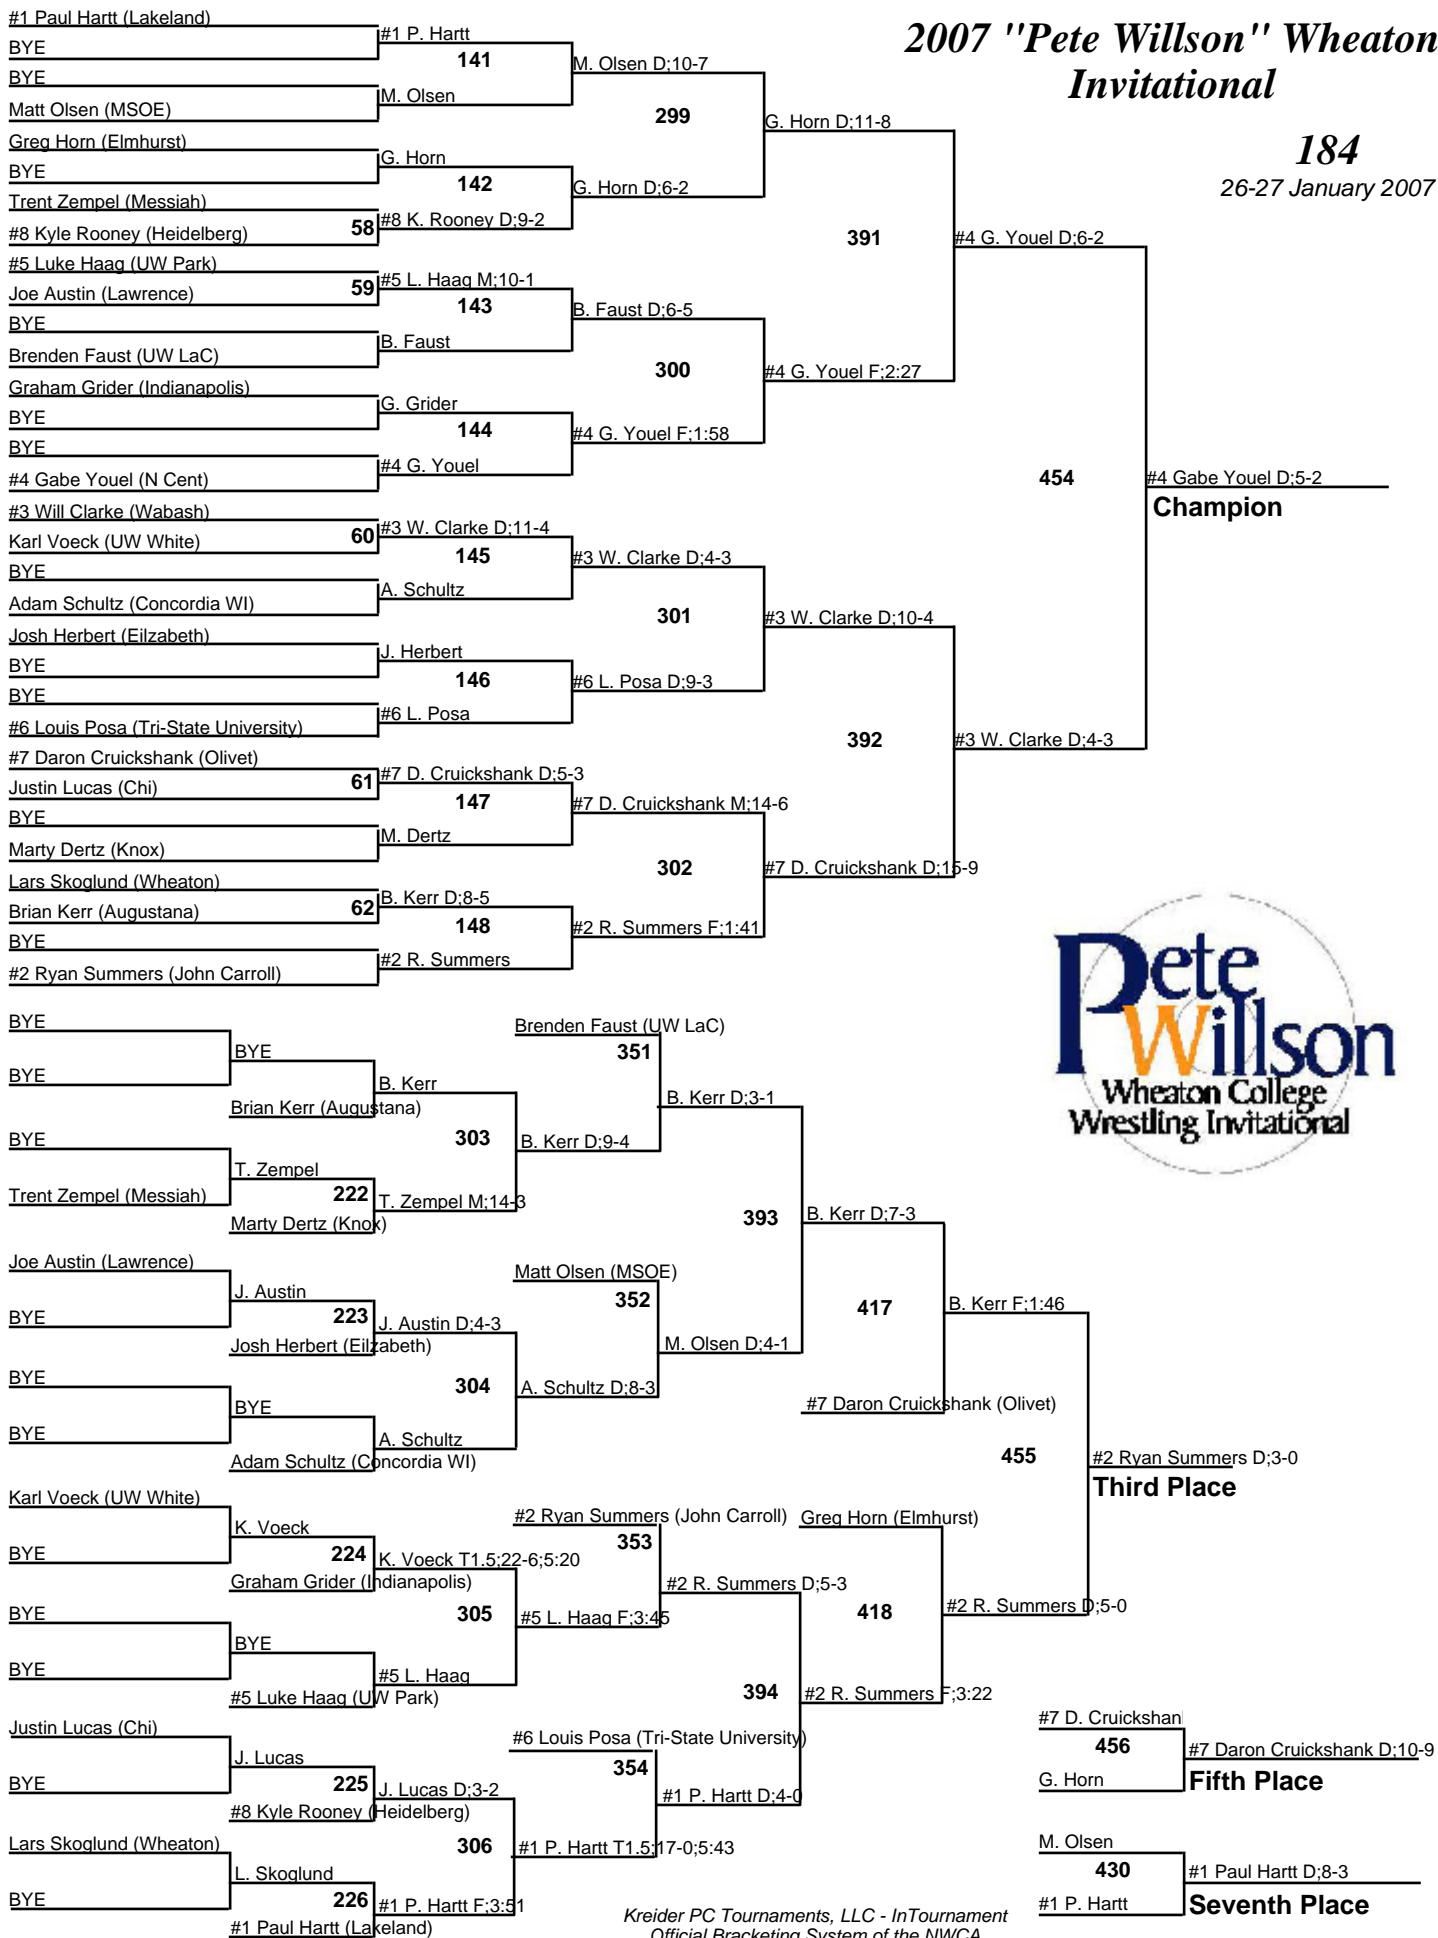 #1 Paul Hartt (Lakeland)
BYE
BYE
Matt Olsen (MSOE)
Greg Horn (Elmhurst)
BYE
Trent Zempel (Messiah)
#8 Kyle Rooney (Heidelberg)
#5 Luke Haag (UW Park)
Joe Austin (Lawrence)
BYE
Brenden Faust (UW LaC)
Graham Grider (Indianapolis)
BYE
BYE
#4 Gabe Youel (N Cent)
#3 Will Clarke (Wabash)
Karl Voeck (UW White)
BYE
Adam Schultz (Concordia WI)
Josh Herbert (Eilzabeth)
BYE
BYE
#6 Louis Posa (Tri-State University)
#7 Daron Cruickshank (Olivet)
Justin Lucas (Chi)
BYE
Marty Dertz (Knox)
Lars Skoglund (Wheaton)
Brian Kerr (Augustana)
BYE
#2 Ryan Summers (John Carroll)
58
59
60
61
62
#1 P. Hartt
141
M. Olsen
G. Horn
142
#8 K. Rooney D;9-2
#5 L. Haag M;10-1
143
B. Faust
G. Grider
144
#4 G. Youel
#3 W. Clarke D;11-4
145
A. Schultz
J. Herbert
146
#6 L. Posa
#7 D. Cruickshank D;5-3
147
M. Dertz
B. Kerr D;8-5
148
#2 R. Summers
M. Olsen D;10-7
299
G. Horn D;6-2
B. Faust D;6-5
300
#4 G. Youel F;1:58
#3 W. Clarke D;4-3
301
#6 L. Posa D;9-3
#7 D. Cruickshank M;14-6
302
#2 R. Summers F;1:41
G. Horn D;11-8
391
#4 G. Youel F;2:27
#3 W. Clarke D;10-4
392
#7 D. Cruickshank D;15-9
#4 G. Youel D;6-2
454
#3 W. Clarke D;4-3
#4 Gabe Youel D;5-2
Champion
2007 "Pete Willson" Wheaton
Invitational
184
26-27 January 2007
Pete
Willson
Wheaton College
Wrestling Invitational
BYE
BYE
BYE
Trent Zempel (Messiah)
Joe Austin (Lawrence)
BYE
BYE
BYE
Karl Voeck (UW White)
BYE
BYE
BYE
Justin Lucas (Chi)
BYE
Lars Skoglund (Wheaton)
BYE
BYE
Brian Kerr (Augustana)
T. Zempel
222
Marty Dertz (Knox)
J. Austin
223
Josh Herbert (Eilzabeth)
BYE
Adam Schultz (Concordia WI)
K. Voeck
224
Graham Grider (Indianapolis)
BYE
#5 Luke Haag (UW Park)
J. Lucas
225
#8 Kyle Rooney (Heidelberg)
L. Skoglund
226
#1 Paul Hartt (Lakeland)
B. Kerr
303
T. Zempel M;14-3
J. Austin D;4-3
304
A. Schultz
K. Voeck T1.5;22-6;5:20
305
#5 L. Haag
J. Lucas D;3-2
306
#1 P. Hartt F;3:51
Brenden Faust (UW LaC)
351
B. Kerr D;9-4
Matt Olsen (MSOE)
352
A. Schultz D;8-3
#2 Ryan Summers (John Carroll)
353
#5 L. Haag F;3:45
#6 Louis Posa (Tri-State University)
354
#1 P. Hartt T1.5;17-0;5:43
B. Kerr D;3-1
393
M. Olsen D;4-1
#2 R. Summers D;5-3
394
#1 P. Hartt D;4-0
B. Kerr D;7-3
417
#7 Daron Cruickshank (Olivet)
Greg Horn (Elmhurst)
418
#2 R. Summers F;3:22
B. Kerr F;1:46
455
#2 R. Summers D;5-0
#2 Ryan Summers D;3-0
Third Place
#7 D. Cruickshan
456
G. Horn
#7 Daron Cruickshank D;10-9
Fifth Place
M. Olsen
430
#1 P. Hartt
#1 Paul Hartt D;8-3
Seventh Place
Kreider PC Tournaments, LLC - InTournament
Official Bracketing System of the NWCA